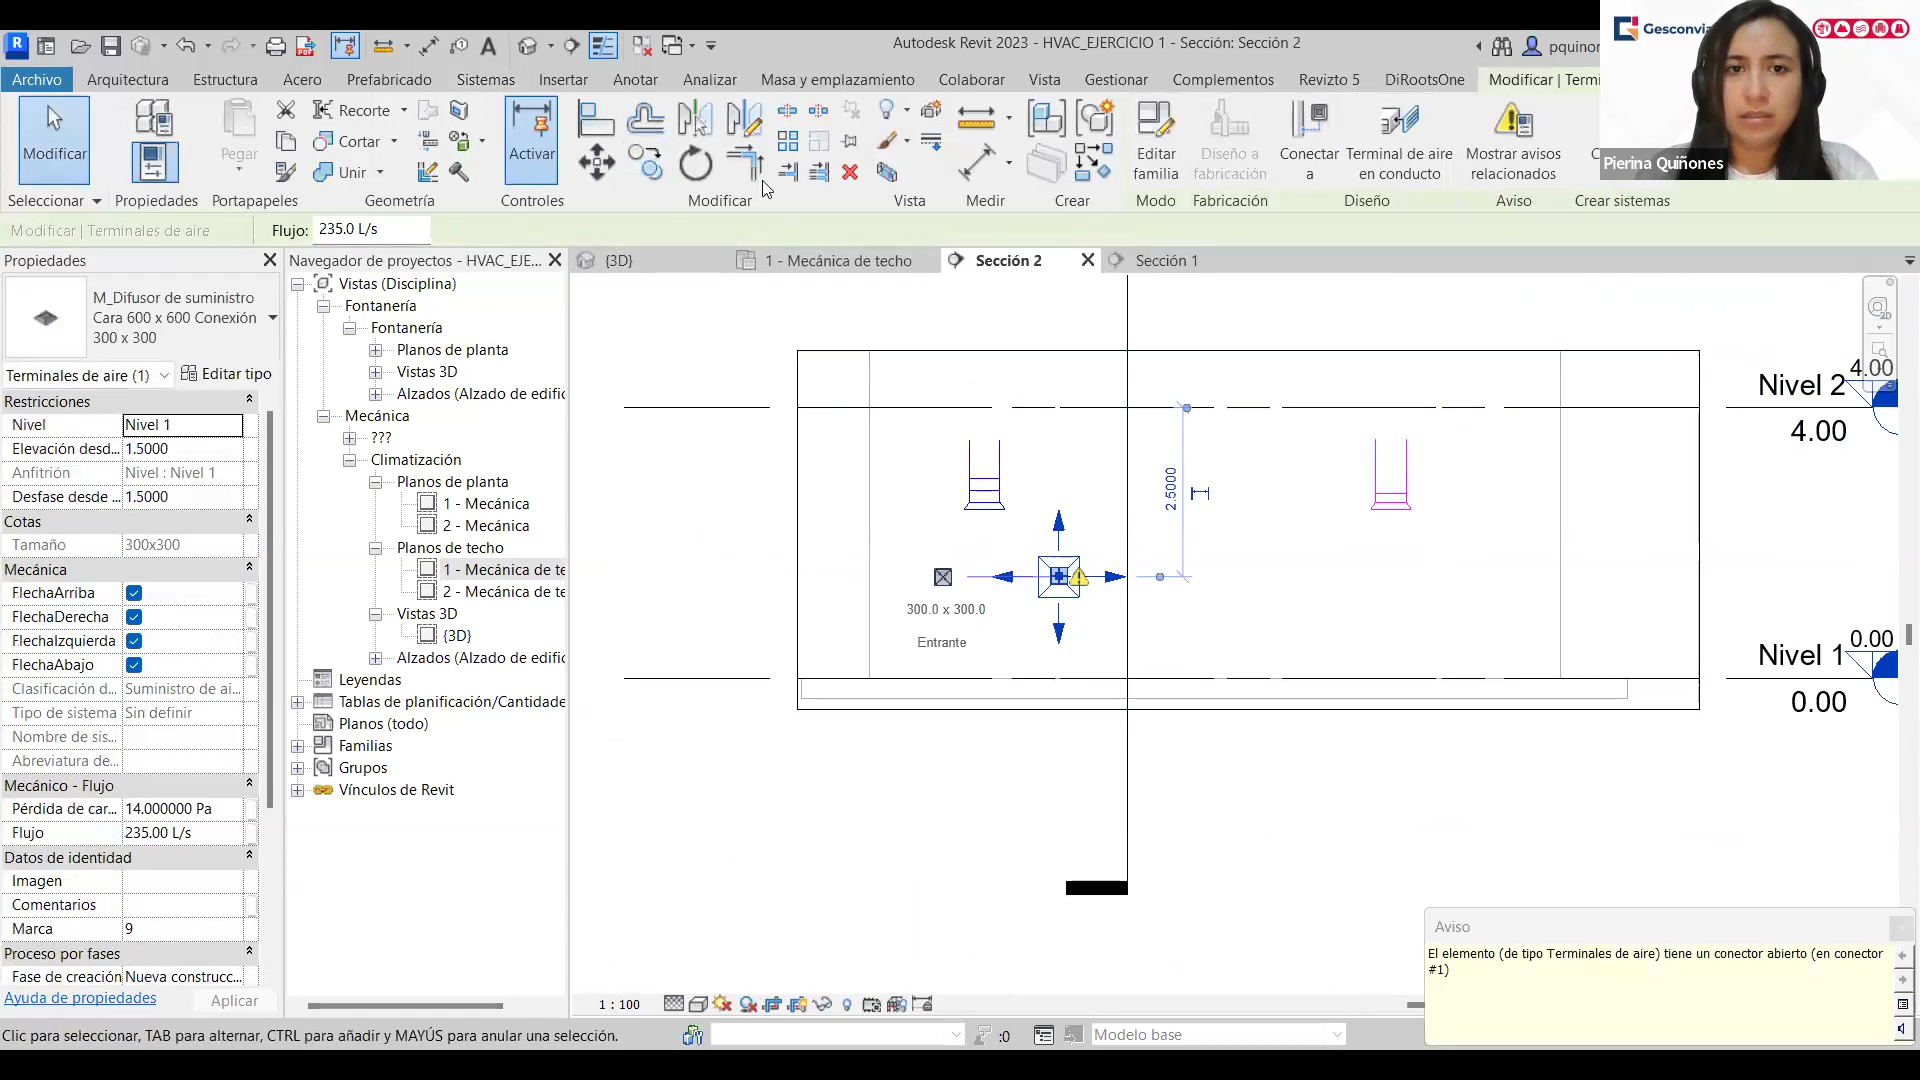 Autodesk Revit 2023 - HVAC_EJERCICIO 1 - Sección: Sección 2
pquinor
Gesconvia
Pierina Quiñones
Archivo Arquitectura Estructura Acero Prefabricado Sistemas Insertar Anotar Analizar Masa y emplazamiento Colaborar Vista Gestionar Complementos Revizto 5 DiRootsOne Modificar | Termi
Modificar
Pegar
Recorte
Cortar
Unir
Activar
Editar familia
Diseño a fabricación
Conectar a
Terminal de aire en conducto
Mostrar avisos relacionados
Seleccionar Propiedades Portapapeles Geometría Controles Modificar Vista Medir Crear Modo Fabricación Diseño Aviso Crear sistemas
Modificar | Terminales de aire Flujo: 235.0 L/s
Propiedades
M_Difusor de suministro
Cara 600 x 600 Conexión
300 x 300
Terminales de aire (1) Editar tipo
Restricciones
Nivel Nivel 1
Elevación desd... 1.5000
Anfitrión Nivel : Nivel 1
Desfase desde ... 1.5000
Cotas
Tamaño 300x300
Mecánica
FlechaArriba
FlechaDerecha
FlechaIzquierda
FlechaAbajo
Clasificación d... Suministro de ai...
Tipo de sistema Sin definir
Nombre de sis...
Abreviatura de...
Mecánico - Flujo
Pérdida de car... 14.000000 Pa
Flujo 235.00 L/s
Datos de identidad
Imagen
Comentarios
Marca 9
Proceso por fases
Fase de creación Nueva construcc...
Ayuda de propiedades Aplicar
Navegador de proyectos - HVAC_EJE...
Vistas (Disciplina)
Fontanería
Fontanería
Planos de planta
Vistas 3D
Alzados (Alzado de edific
Mecánica
???
Climatización
Planos de planta
1 - Mecánica
2 - Mecánica
Planos de techo
1 - Mecánica de te
2 - Mecánica de te
Vistas 3D
{3D}
Alzados (Alzado de edific
Leyendas
Tablas de planificación/Cantidade
Planos (todo)
Familias
Grupos
Vínculos de Revit
{3D} 1 - Mecánica de techo Sección 2 Sección 1
2D
2.5000
300.0 x 300.0
Entrante
4.00
Nivel 2
4.00
0.00
Nivel 1
0.00
Aviso
El elemento (de tipo Terminales de aire) tiene un conector abierto (en conector
#1)
1 : 100
Clic para seleccionar, TAB para alternar, CTRL para añadir y MAYÚS para anular una selección.
:0
Modelo base